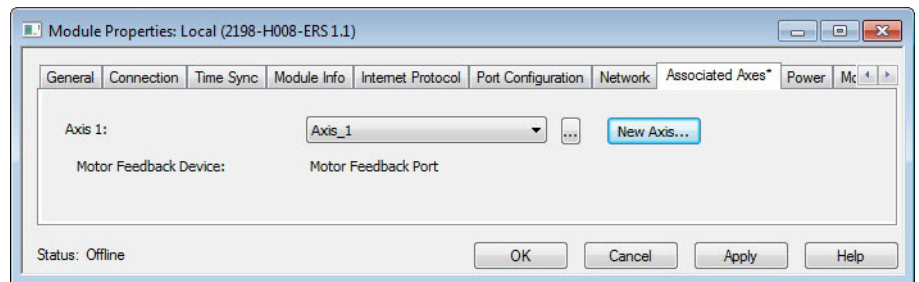 Module Properties: Local (2198-H008-ERS 1.1)
General Connection Time Sync Module Info Internet Protocol Port Configuration Network Associated Axes* Power Mc
Axis 1: Axis_1 ... New Axis...
Motor Feedback Device: Motor Feedback Port
Status: Offline OK Cancel Apply Help